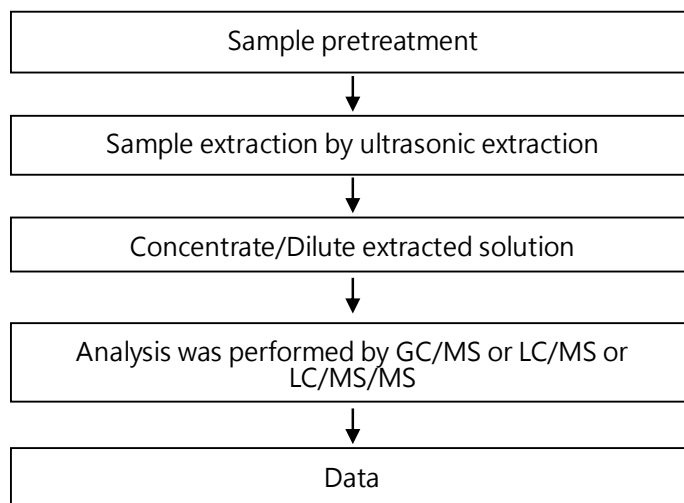 Sample pretreatment
Sample extraction by ultrasonic extraction
Concentrate/Dilute extracted solution
Analysis was performed by GC/MS or LC/MS or
LC/MS/MS
Data